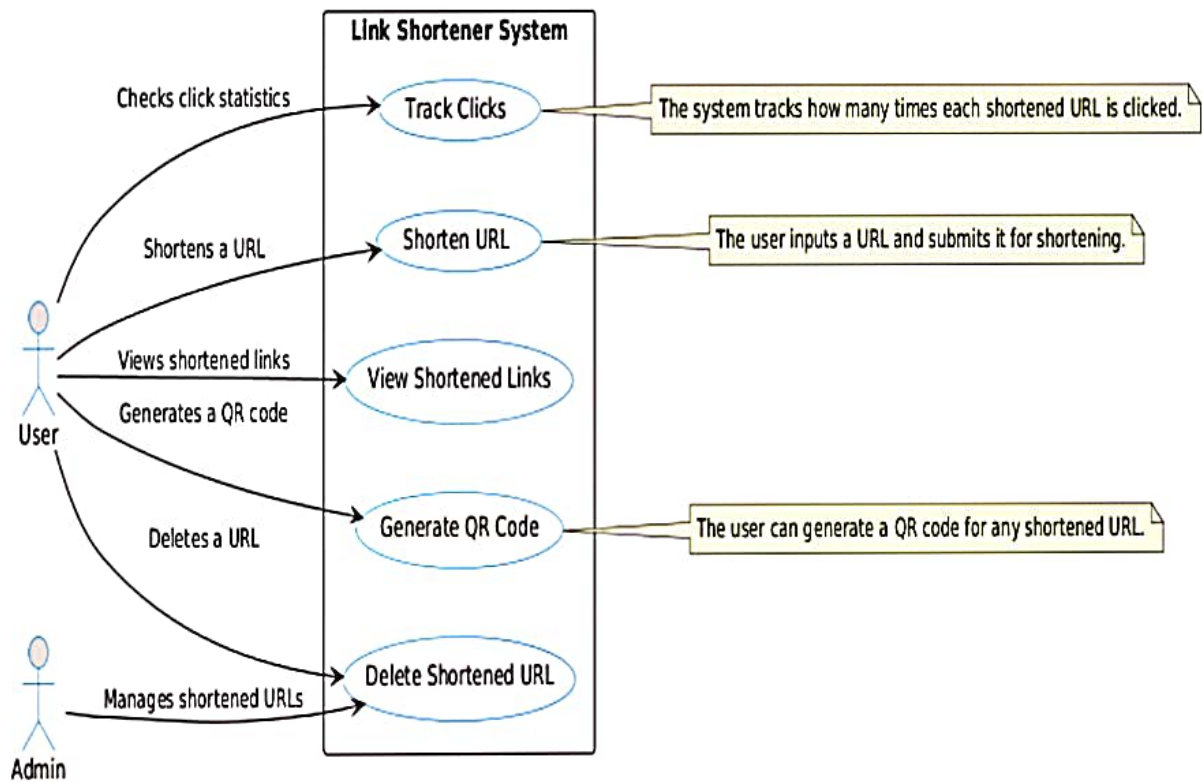 Link Shortener System
Checks click statistics
Track Clicks
The system tracks how many times each shortened URL is clicked.
Shortens a URL
Shorten URL
The user inputs a URL and submits it for shortening.
Views shortened links
View Shortened Links
Generates a QR code
User
Generate QR Code
The user can generate a QR code for any shortened URL.
Deletes a URL
Delete Shortened URL
Manages shortened URLs
Admin